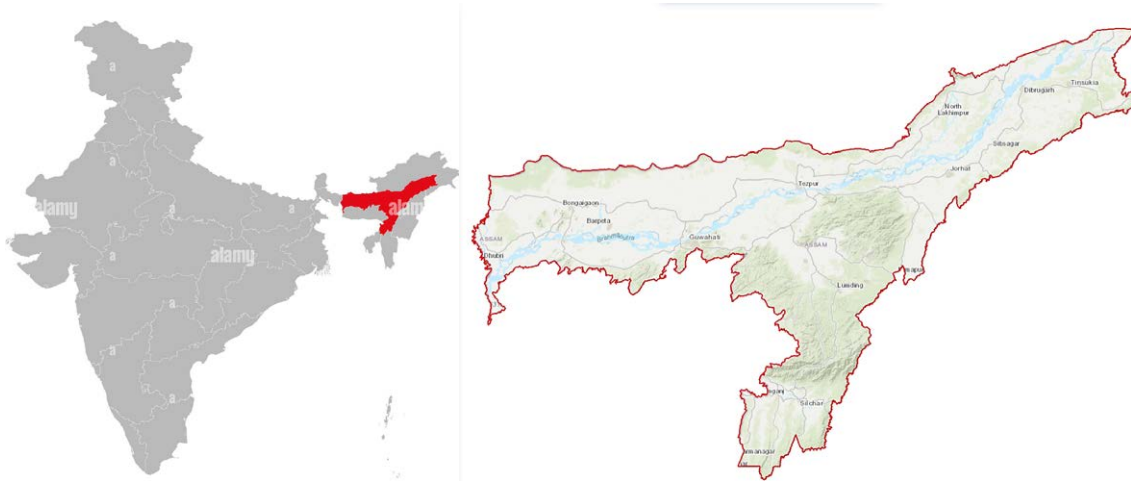 a
a
alamy
a
a
alamy
a
alamy
a
a
a
Tinsukia
Dibrugarh
North
Lakhimpur
Sibsagar
Jorhat
Tezpur
Bongaigaon
Barpeta
Brahmaputra
Guwahati
ASSAM
ASSAM
Dhubri
Lumding
Silchar